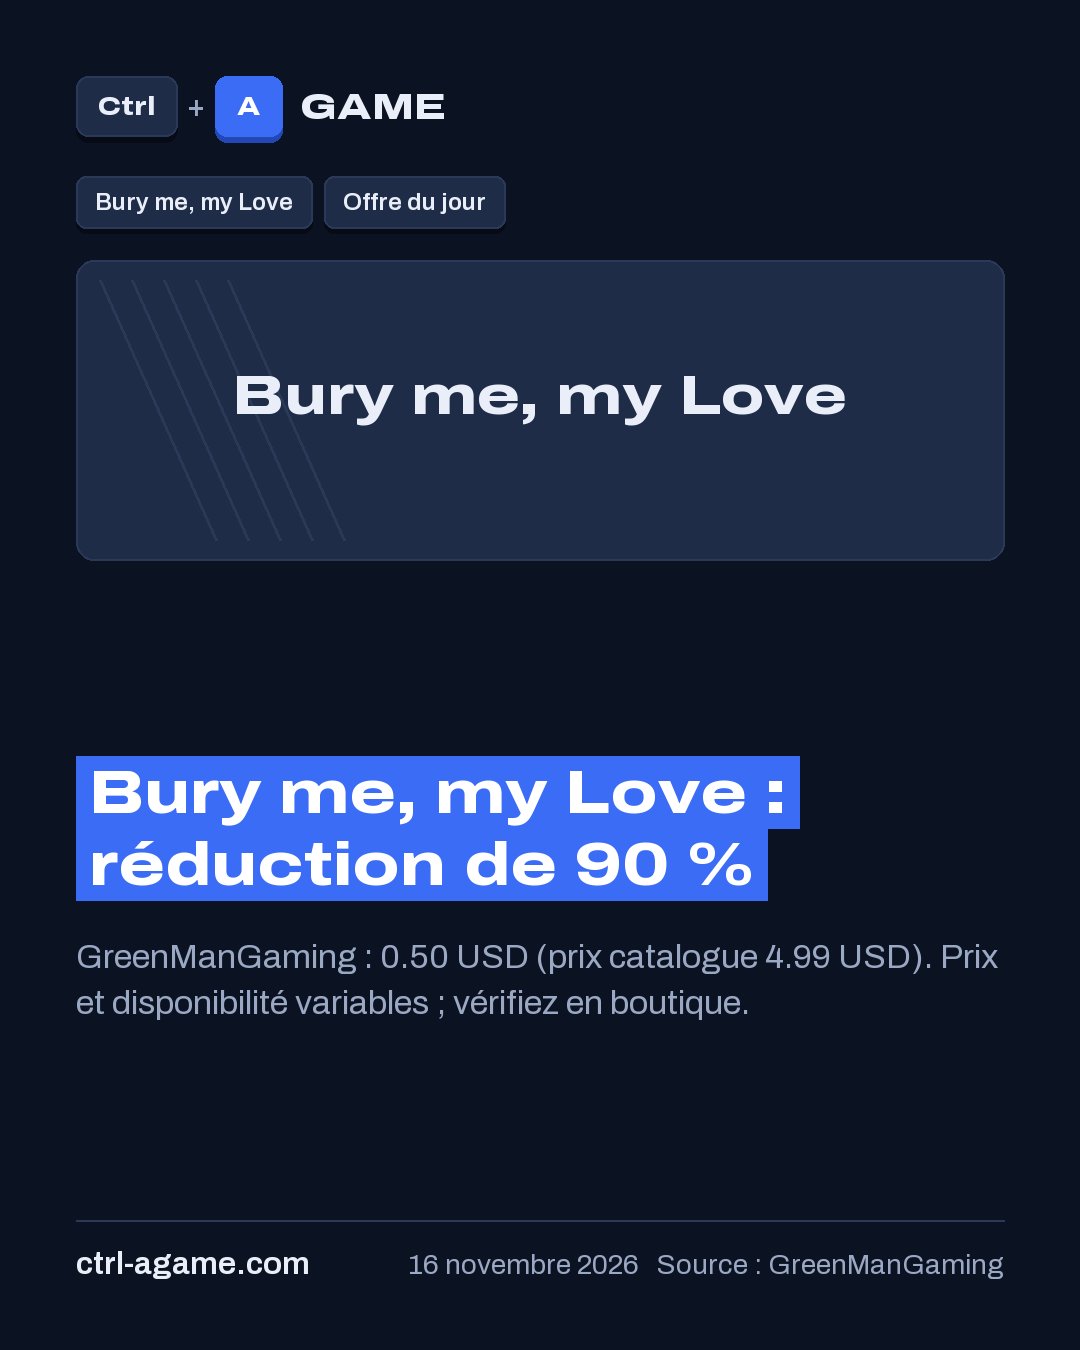 Ctrl + A GAME
Bury me, my Love
Offre du jour
Bury me, my Love
Bury me, my Love :
réduction de 90 %
GreenManGaming : 0.50 USD (prix catalogue 4.99 USD). Prix
et disponibilité variables ; vérifiez en boutique.
ctrl-agame.com
16 novembre 2026 Source : GreenManGaming